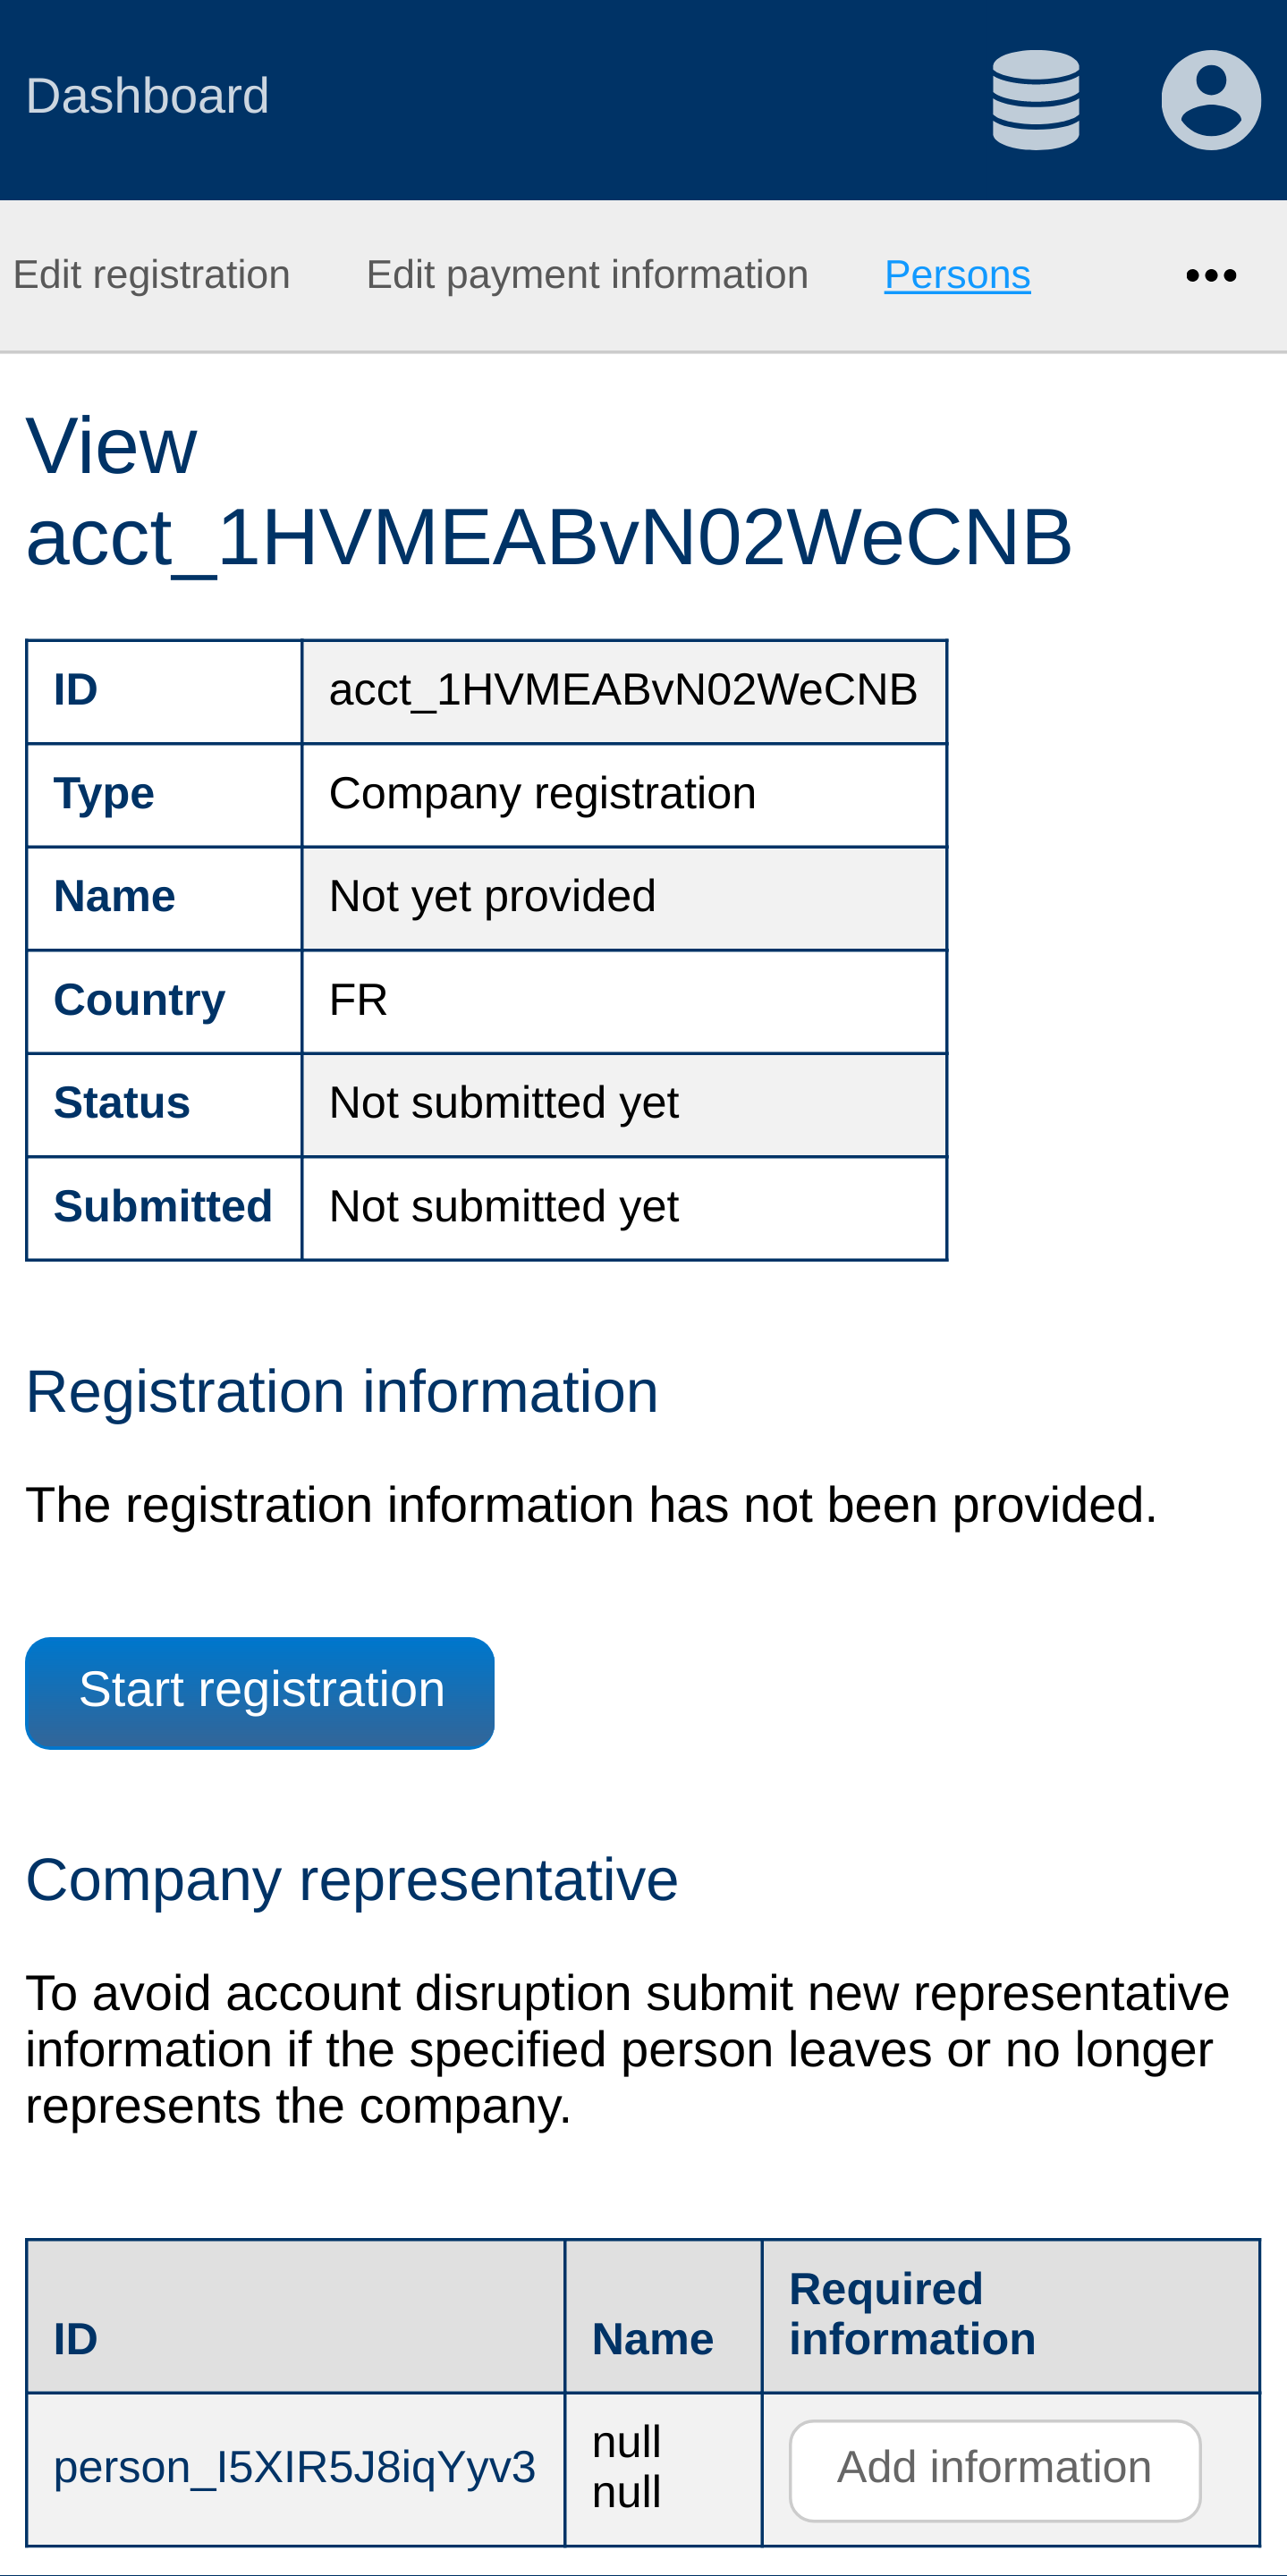 Dashboard
Edit registration Edit payment information Persons •••
View
acct_1HVMEABvN02WeCNB
ID acct_1HVMEABvN02WeCNB
Type Company registration
Name Not yet provided
Country FR
Status Not submitted yet
Submitted Not submitted yet
Registration information
The registration information has not been provided.
Start registration
Company representative
To avoid account disruption submit new representative
information if the specified person leaves or no longer
represents the company.
ID Name Required
information
person_I5XIR5J8iqYyv3 null
null Add information